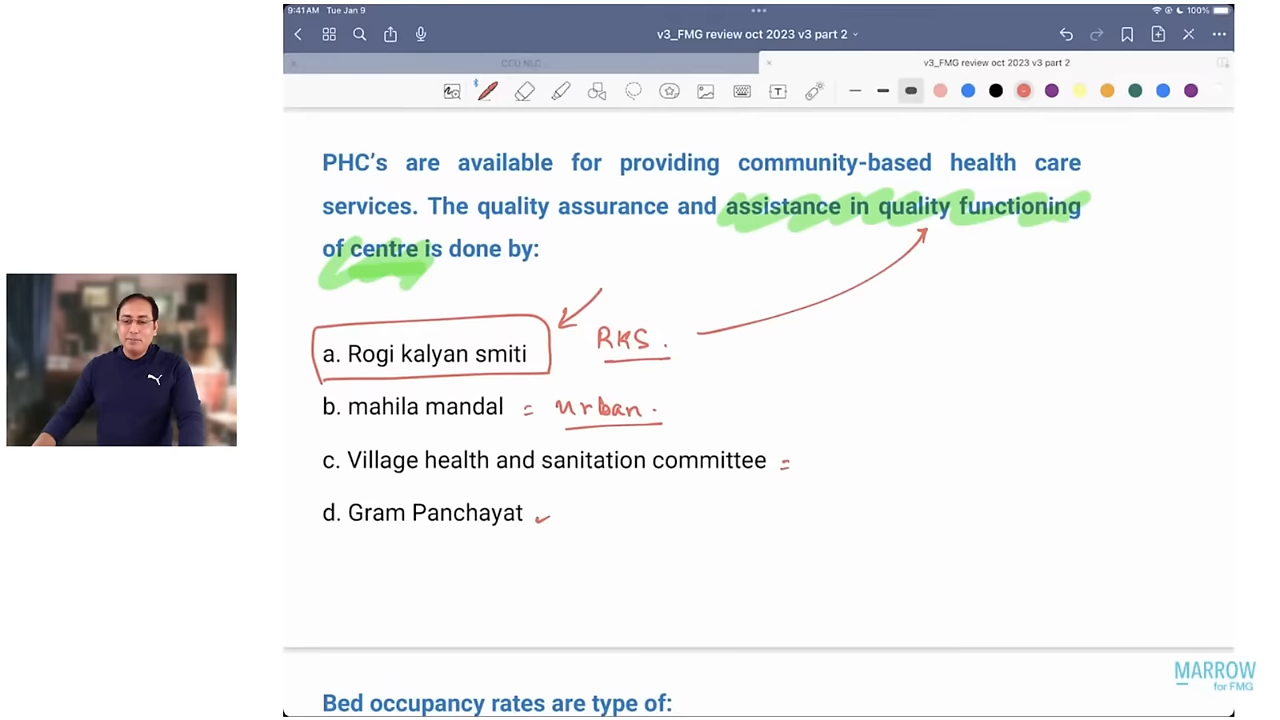 9:41 AM Tue Jan 9
100%
v3_FMG review oct 2023 v3 part 2
CCU NLC
v3_FMG review oct 2023 v3 part 2
PHC's are available for providing community-based health care
services. The quality assurance and assistance in quality functioning
of centre is done by:
a. Rogi kalyan smiti
RKS.
b. mahila mandal = urban.
c. Village health and sanitation committee =
d. Gram Panchayat
MARROW
for FMG
Bed occupancy rates are type of: